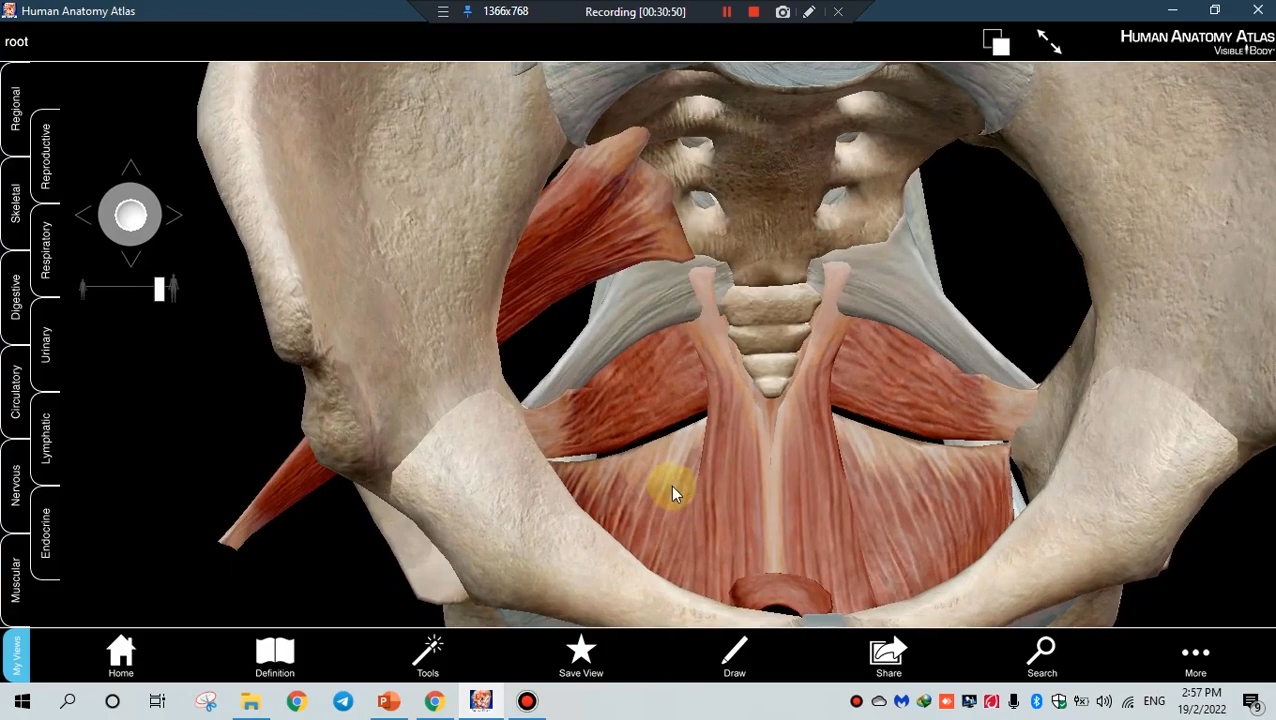 Human Anatomy Atlas
1366x768
Recording [00:30:50]
root
HUMAN ANATOMY ATLAS
VISIBLE BODY
Regional
Skeletal
Digestive
Circulatory
Nervous
Muscular
My Views
Reproductive
Respiratory
Urinary
Lymphatic
Endocrine
Home
Definition
Tools
Save View
Draw
Share
Search
More
ENG
2:57 PM
19/2/2022
9